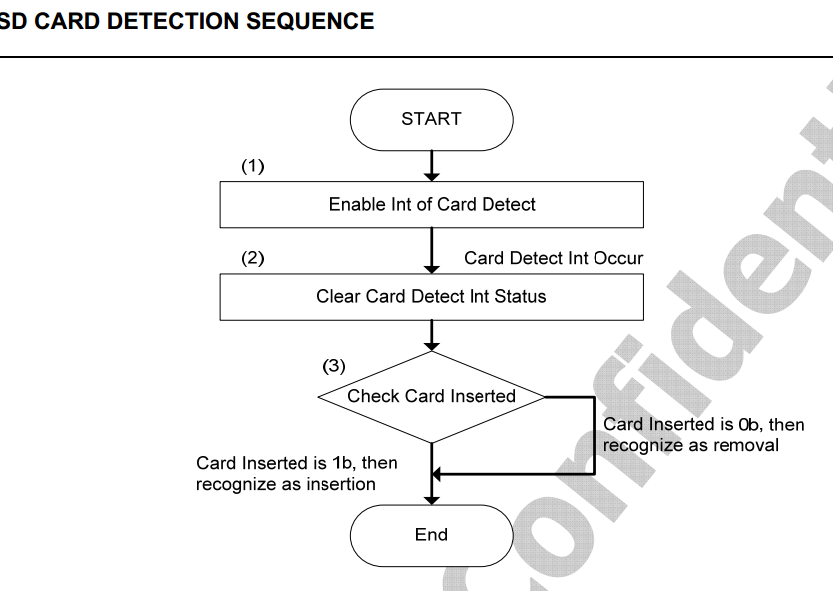 SD CARD DETECTION SEQUENCE
START
(1)
Enable Int of Card Detect
(2)
Card Detect Int Occur
Clear Card Detect Int Status
(3)
Check Card Inserted
Card Inserted is 0b, then
recognize as removal
Card Inserted is 1b, then
recognize as insertion
End
Confident